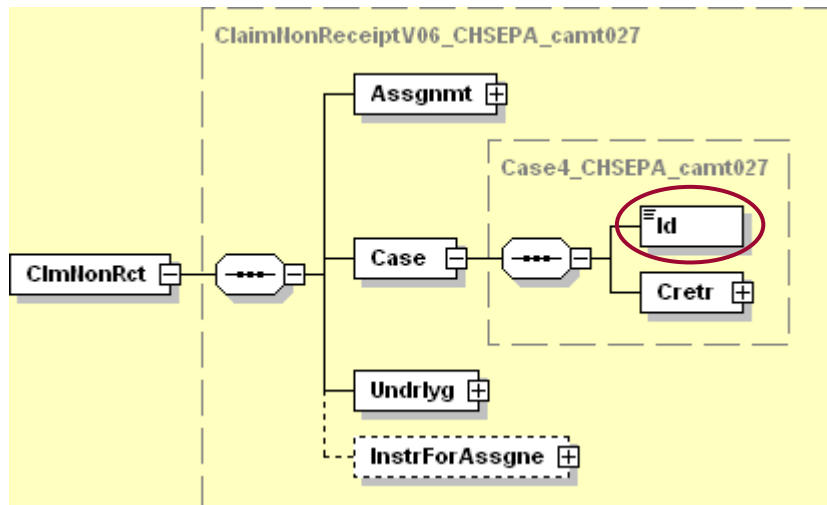 ClaimNonReceiptV06_CHSEPA_camt027
Assgnmt
Case4_CHSEPA_camt027
Id
Case
ClmNonRct
Cretr
Undrlyg
InstrForAssgne